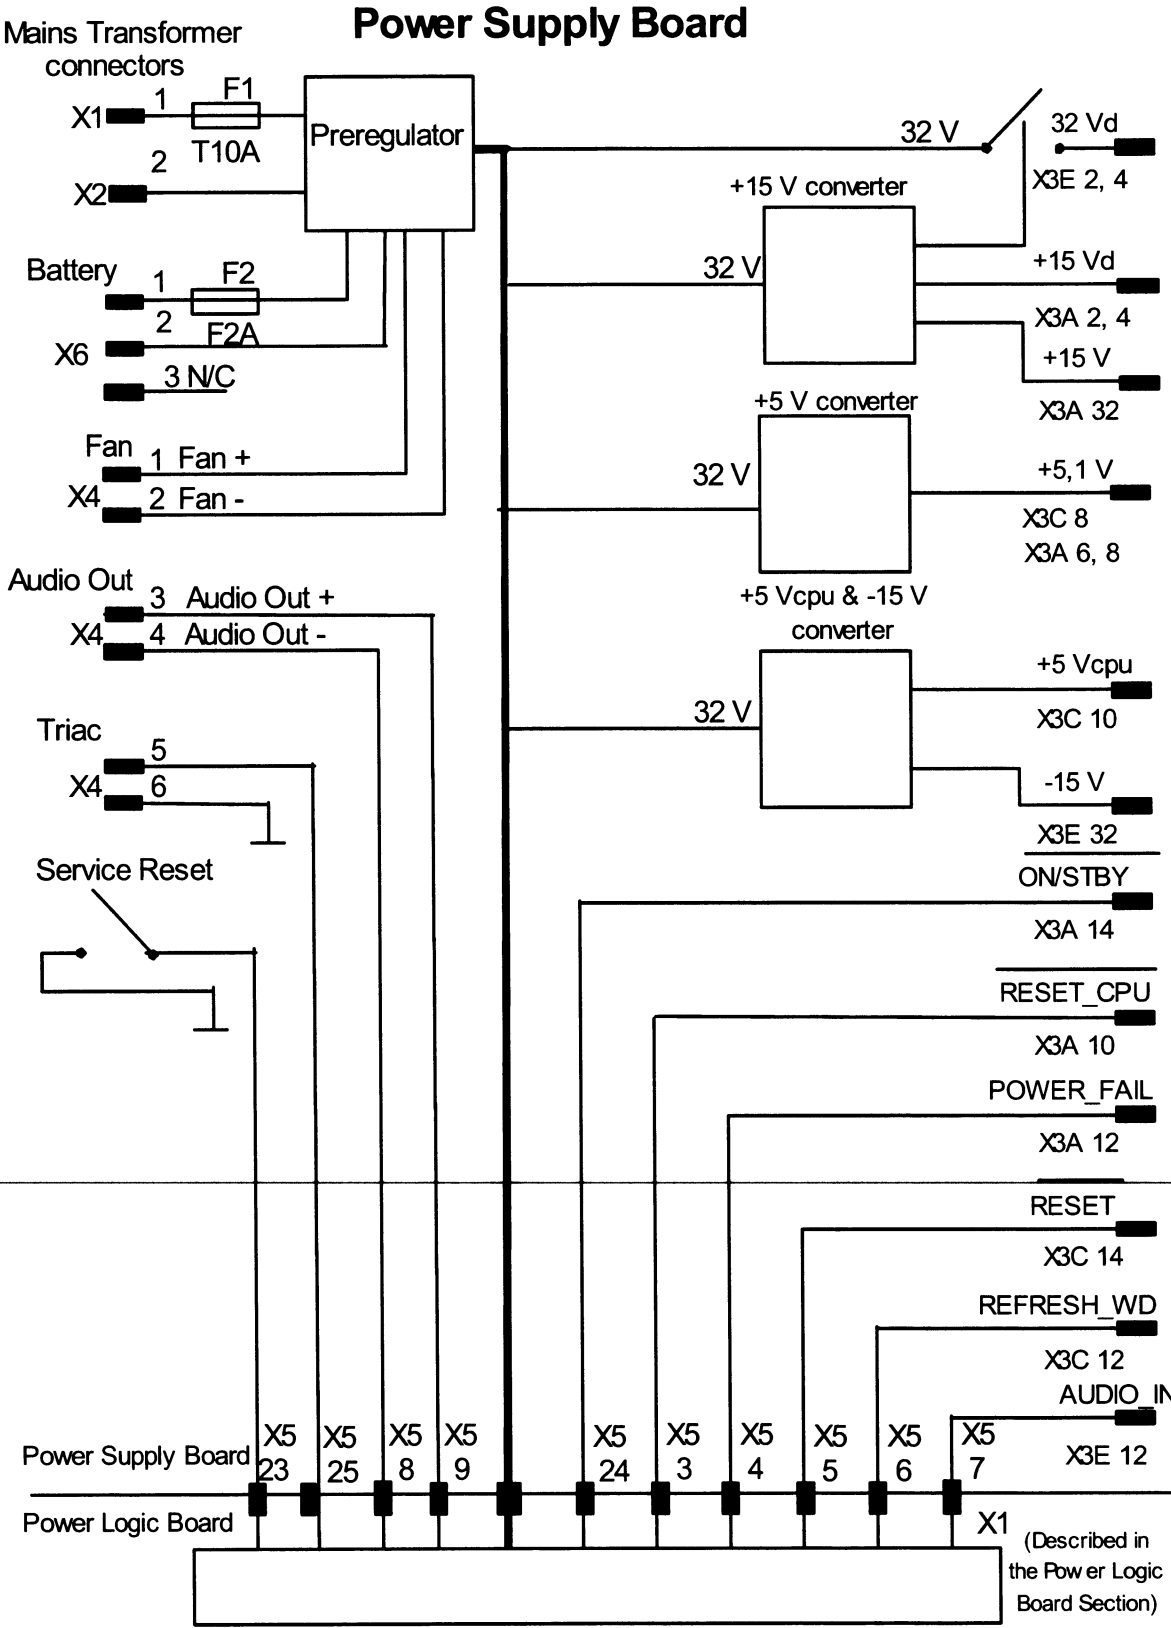 Power Supply Board
Mains Transformer
connectors
X1
1
F1
T10A
2
X2
Preregulator
Battery
1
F2
2
F2A
X6
3 N/C
Fan
1 Fan +
X4
2 Fan -
Audio Out
3 Audio Out +
X4
4 Audio Out -
Triac
5
X4
6
Service Reset
32 V
32 Vd
X3E 2, 4
+15 V converter
32 V
+15 Vd
X3A 2, 4
+15 V
X3A 32
+5 V converter
32 V
+5,1 V
X3C 8
X3A 6, 8
+5 Vcpu & -15 V
converter
32 V
+5 Vcpu
X3C 10
-15 V
X3E 32
ON/STBY
X3A 14
RESET_CPU
X3A 10
POWER_FAIL
X3A 12
RESET
X3C 14
REFRESH_WD
X3C 12
AUDIO_IN
X3E 12
Power Supply Board
X5
23
X5
25
X5
8
X5
9
X5
24
X5
3
X5
4
X5
5
X5
6
X5
7
Power Logic Board
X1
(Described in
the Power Logic
Board Section)